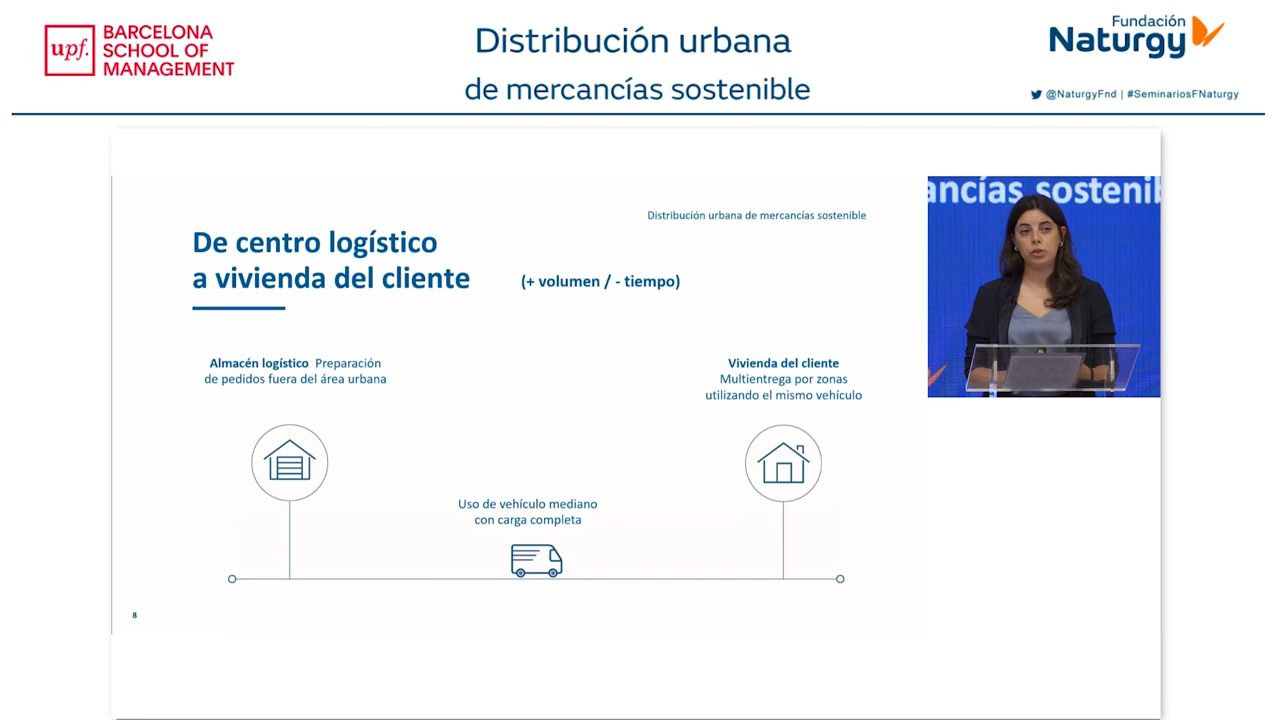 upf.
BARCELONA
SCHOOL OF
MANAGEMENT
Distribución urbana
de mercancías sostenible
Fundación
Naturgy
@NaturgyFnd | #SeminariosFNaturgy
Distribución urbana de mercancías sostenible
De centro logístico
a vivienda del cliente
(+ volumen / - tiempo)
Almacén logístico Preparación
de pedidos fuera del área urbana
Vivienda del cliente
Multientrega por zonas
utilizando el mismo vehículo
Uso de vehículo mediano
con carga completa
8
ancías sostenib